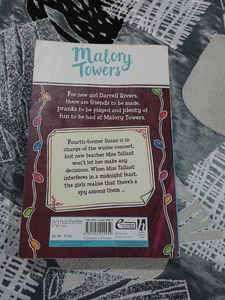 Malory
Towers
For new girl Darrell Rivers,
there are friends to be made,
pranks to be played and plenty of
fun to be had at Malory Towers.
Fourth-former Susan is in
charge of the winter concert,
but new teacher Miss Tallant
won't let her make any
decisions. When Miss Tallant
interferes in a midnight feast,
the girls realise that there's a
spy among them ...
hachette